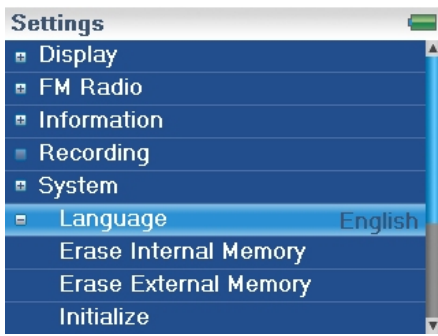 Settings
Display
FM Radio
Information
Recording
System
Language English
Erase Internal Memory
Erase External Memory
Initialize